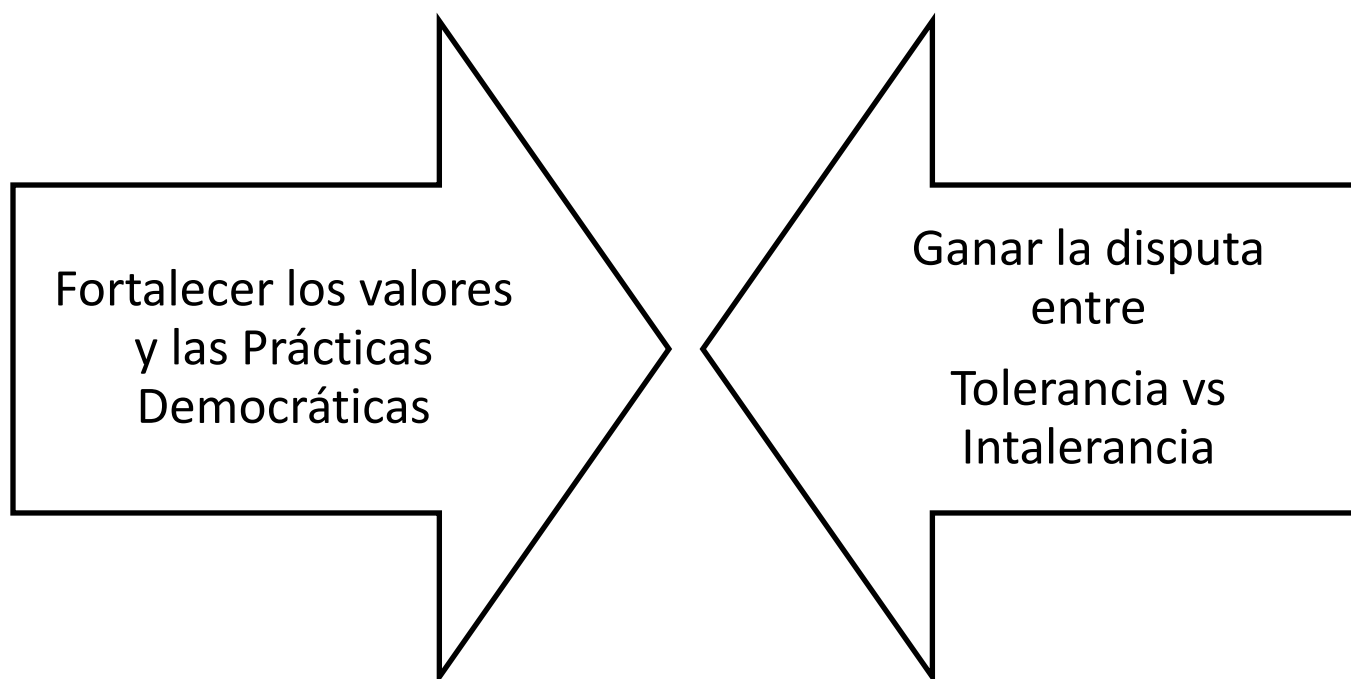 Fortalecer los valores
y las Prácticas
Democráticas
Ganar la disputa
entre
Tolerancia vs
Intalerancia